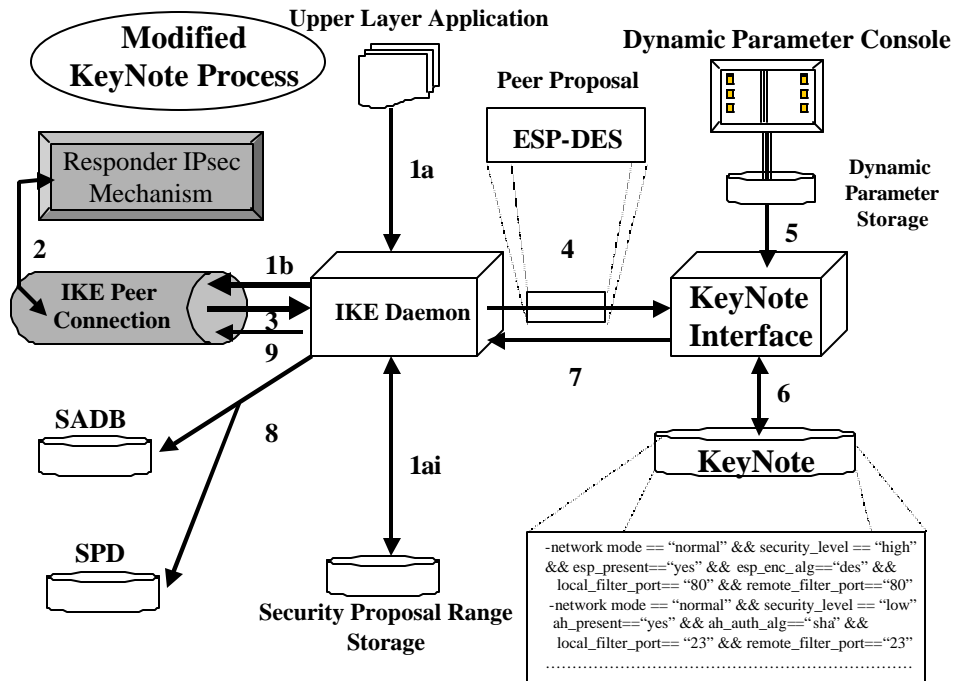 Upper Layer Application
Modified
KeyNote Process
Dynamic Parameter Console
Peer Proposal
ESP-DES
Responder IPsec
Mechanism
1a
Dynamic
Parameter
Storage
2
1b
4
5
IKE Peer
Connection
3
9
IKE Daemon
KeyNote
Interface
7
6
SADB
8
1ai
KeyNote
SPD
Security Proposal Range
Storage
-network mode == “normal” && security_level == “high”
&& esp_present==“yes” && esp_enc_alg==“des” &&
local_filter_port== “80” && remote_filter_port==“80”
-network mode == “normal” && security_level == “low”
ah_present==“yes” && ah_auth_alg==“sha” &&
local_filter_port== “23” && remote_filter_port==“23”
……………………………………………………………